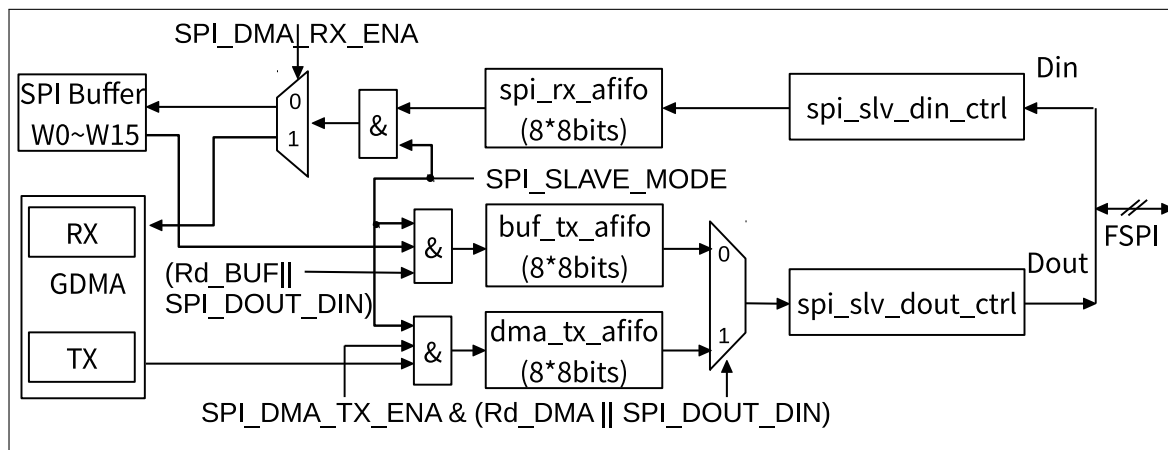 SPI_DMA_RX_ENA
SPI Buffer
W0~W15
0
1
&
spi_rx_afifo
(8*8bits)
spi_slv_din_ctrl
Din
SPI_SLAVE_MODE
RX
GDMA
TX
(Rd_BUF||
SPI_DOUT_DIN)
&
buf_tx_afifo
(8*8bits)
&
dma_tx_afifo
(8*8bits)
0
1
spi_slv_dout_ctrl
Dout
FSPI
SPI_DMA_TX_ENA & (Rd_DMA || SPI_DOUT_DIN)